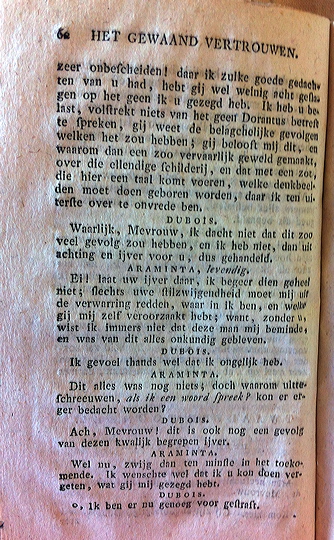 62 HET GEWAAND VERTROUWEN.
zeer onbescheiden! daar ik zulke goede gedach-
ten van u had, hebt gij wel weinig acht gesla-
gen op het geen ik u gezegd heb. Ik heb u be-
last, volstrekt niets van het geen Dorantus betreft
te spreken, gij weet de belagchelijke gevolgen
welken het zou hebben; gij belooft mij dit, en
waarom dan een zoo vervaarlijk geweld gemaakt,
over die ellendige schilderij, en dat met een zot,
die hier een taal komt voeren, welke denkbeel-
den moet doen geboren worden, daar ik ten ui-
terste over te onvrede ben.
DUBOIS.
Waarlijk, Mevrouw, ik dacht niet dat dit zoo
veel gevolg zou hebben, en ik heb niet, dan uit
achting en ijver voor u, dus gehandeld.
ARAMINTA, levendig.
Ei! laat uw ijver daar, ik begeer dien geheel
niet; slechts uwe stilzwijgendheid moet mij uit
de verwarring redden, waar in ik ben, en welke
gij mij zelf veroorzaakt hebt; want, zonder u,
wist ik immers niet dat deze man mij beminde,
en was van dit alles onkundig gebleven.
DUBOIS.
Ik gevoel thands wel dat ik ongelijk heb.
ARAMINTA.
Dit alles was nog niets; doch waarom uitte-
schreeuwen, als ik een woord spreek? kon er er-
ger bedacht worden?
DUBOIS.
Ach, Mevrouw! dit is ook nog een gevolg
van dezen kwalijk begrepen ijver.
ARAMINTA.
Wel nu, zwijg dan ten minste in het toeko-
mende. Ik wenschte wel dat ik u kon doen ver-
geten, wat gij mij gezegd hebt.
DUBOIS.
o, Ik ben er nu genoeg voor gestraft.